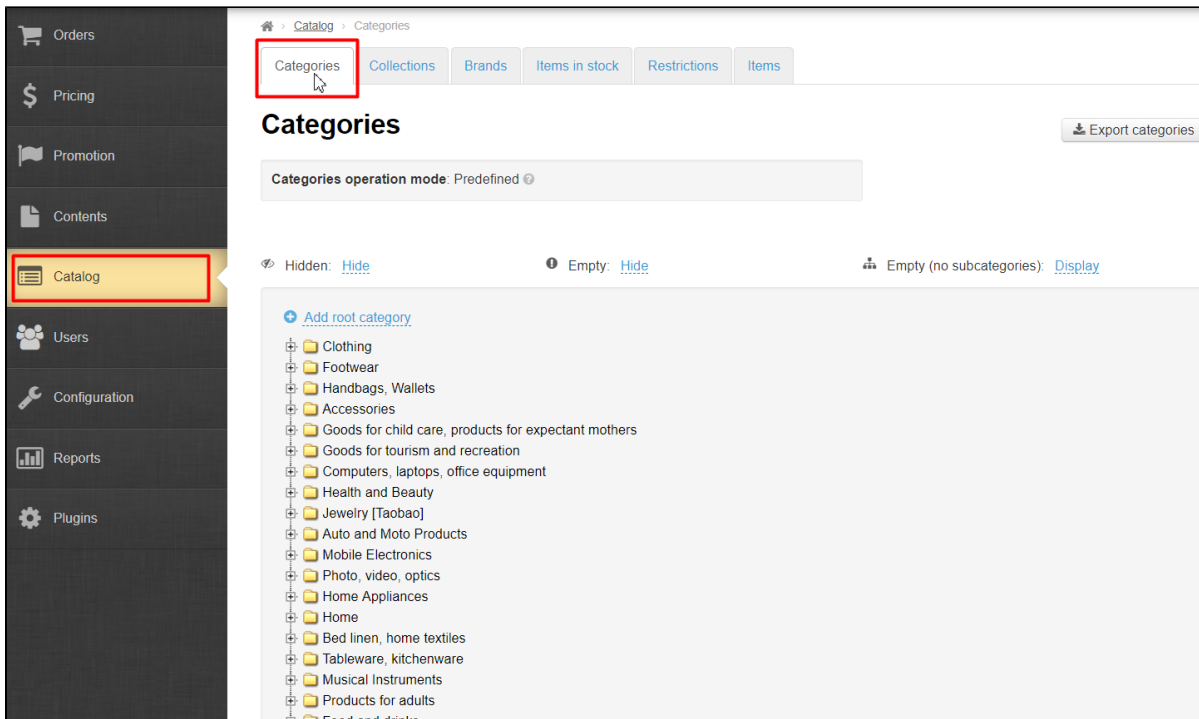 Orders
Pricing
Promotion
Contents
Catalog
Users
Configuration
Reports
Plugins
Catalog › Categories
Categories Collections Brands Items in stock Restrictions Items
Categories
Export categories
Categories operation mode: Predefined
Hidden: Hide Empty: Hide Empty (no subcategories): Display
Add root category
Clothing
Footwear
Handbags, Wallets
Accessories
Goods for child care, products for expectant mothers
Goods for tourism and recreation
Computers, laptops, office equipment
Health and Beauty
Jewelry [Taobao]
Auto and Moto Products
Mobile Electronics
Photo, video, optics
Home Appliances
Home
Bed linen, home textiles
Tableware, kitchenware
Musical Instruments
Products for adults
Food and drinks